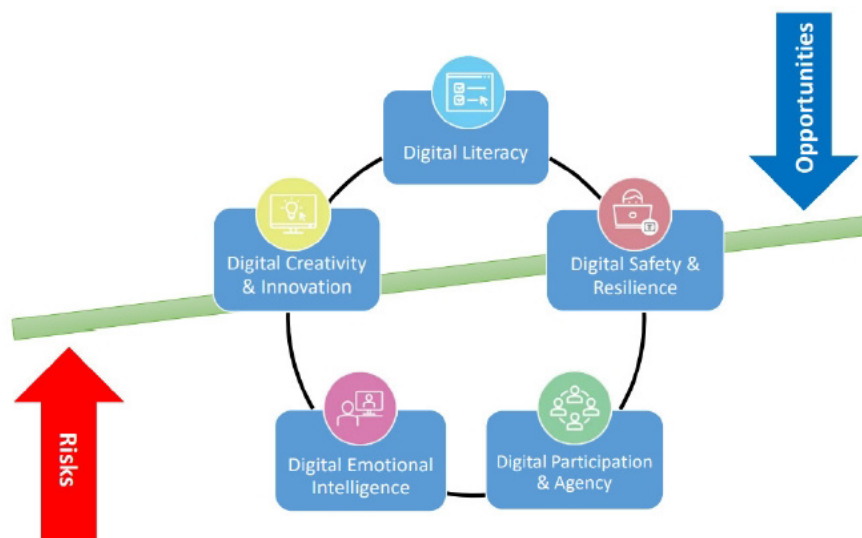 Opportunities
Digital Literacy
Digital Creativity
& Innovation
Digital Safety &
Resilience
Digital Emotional
Intelligence
Digital Participation
& Agency
Risks